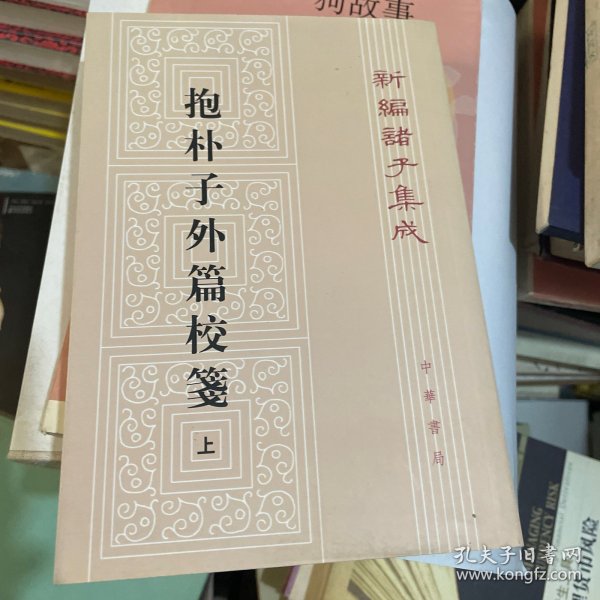 狗故事
新編諸子集成
抱朴子外篇校箋
上
中華書局
孔夫子旧书网
www.kongfz.com